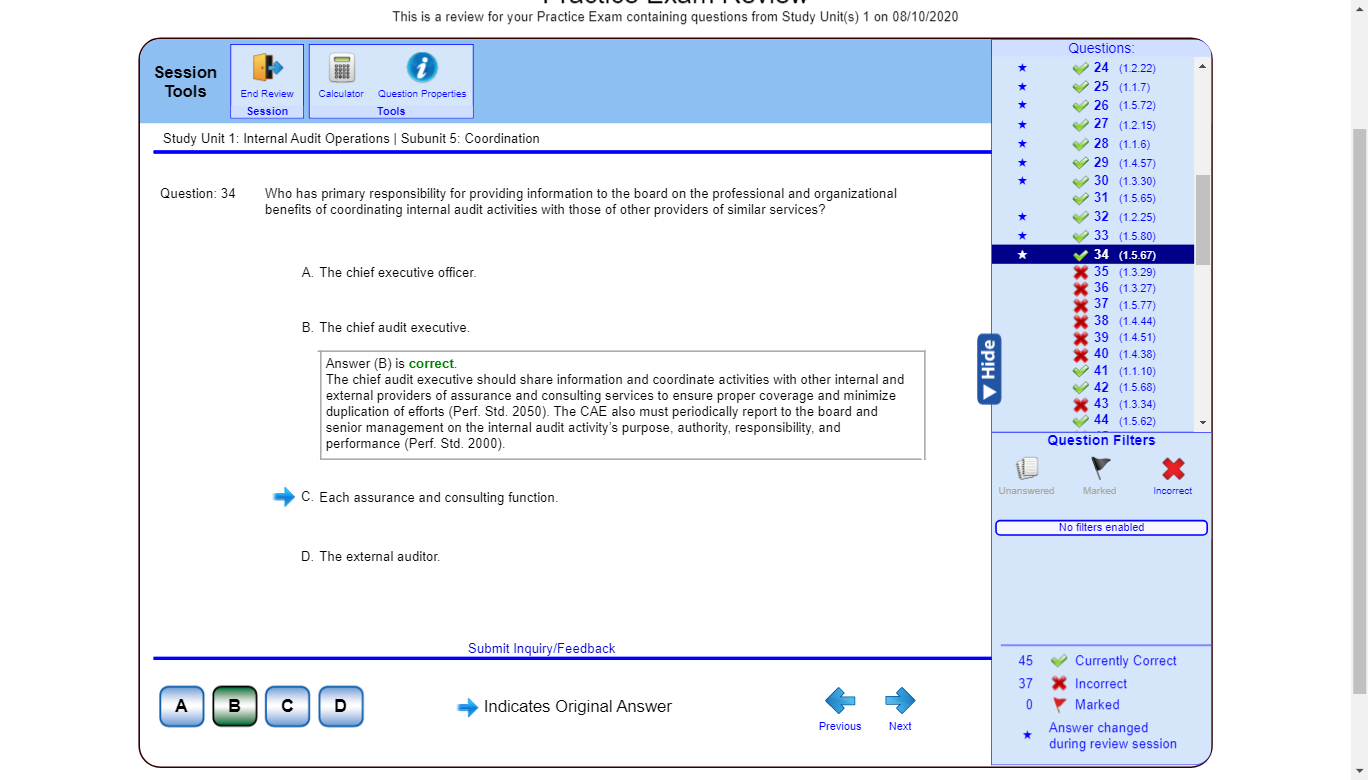 This is a review for your Practice Exam containing questions from Study Unit(s) 1 on 08/10/2020
Session
Tools
End Review
Session
Calculator
Question Properties
Tools
Study Unit 1: Internal Audit Operations | Subunit 5: Coordination
Question: 34
Who has primary responsibility for providing information to the board on the professional and organizational
benefits of coordinating internal audit activities with those of other providers of similar services?
A. The chief executive officer.
B. The chief audit executive.
Answer (B) is correct.
The chief audit executive should share information and coordinate activities with other internal and
external providers of assurance and consulting services to ensure proper coverage and minimize
duplication of efforts (Perf. Std. 2050). The CAE also must periodically report to the board and
senior management on the internal audit activity's purpose, authority, responsibility, and
performance (Perf. Std. 2000).
C. Each assurance and consulting function.
D. The external auditor.
Submit Inquiry/Feedback
A
B
C
D
Indicates Original Answer
Previous
Next
Questions:
24 (1.2.22)
25 (1.1.7)
26 (1.5.72)
27 (1.2.15)
28 (1.1.6)
29 (1.4.57)
30 (1.3.30)
31 (1.5.65)
32 (1.2.25)
33 (1.5.80)
34 (1.5.67)
35 (1.3.29)
36 (1.3.27)
37 (1.5.77)
38 (1.4.44)
39 (1.4.51)
40 (1.4.38)
41 (1.1.10)
42 (1.5.68)
43 (1.3.34)
44 (1.5.62)
Hide
Question Filters
Unanswered
Marked
Incorrect
No filters enabled
45 Currently Correct
37 Incorrect
0 Marked
Answer changed
during review session